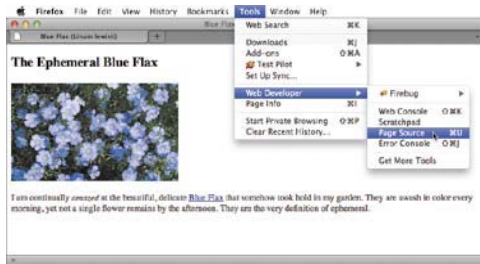 Firefox File Edit View History Bookmarks Tools Window Help
Blue Flax
Blue Flax (Linum lewisii)
Web Search ⌘K
Downloads ⌘J
Add-ons ⇧⌘A
Test Pilot
Set Up Sync...
Web Developer
Page Info ⌘I
Start Private Browsing ⇧⌘P
Clear Recent History...
Firebug
Web Console ⇧⌘K
Scratchpad
Page Source ⌘U
Error Console ⇧⌘J
Get More Tools
The Ephemeral Blue Flax
I am continually amazed at the beautiful, delicate Blue Flax that somehow took hold in my garden. They are awash in color every
morning, yet not a single flower remains by the afternoon. They are the very definition of ephemeral.